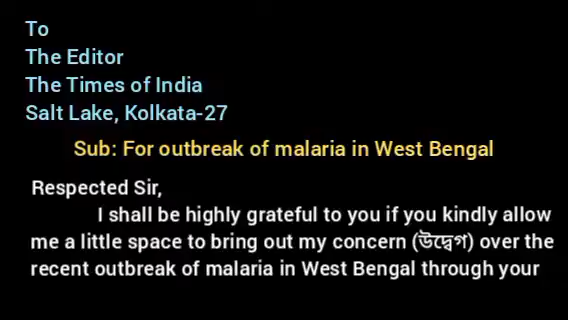 To
The Editor
The Times of India
Salt Lake, Kolkata-27
Sub: For outbreak of malaria in West Bengal
Respected Sir,
I shall be highly grateful to you if you kindly allow
me a little space to bring out my concern (উদ্বেগ) over the
recent outbreak of malaria in West Bengal through your